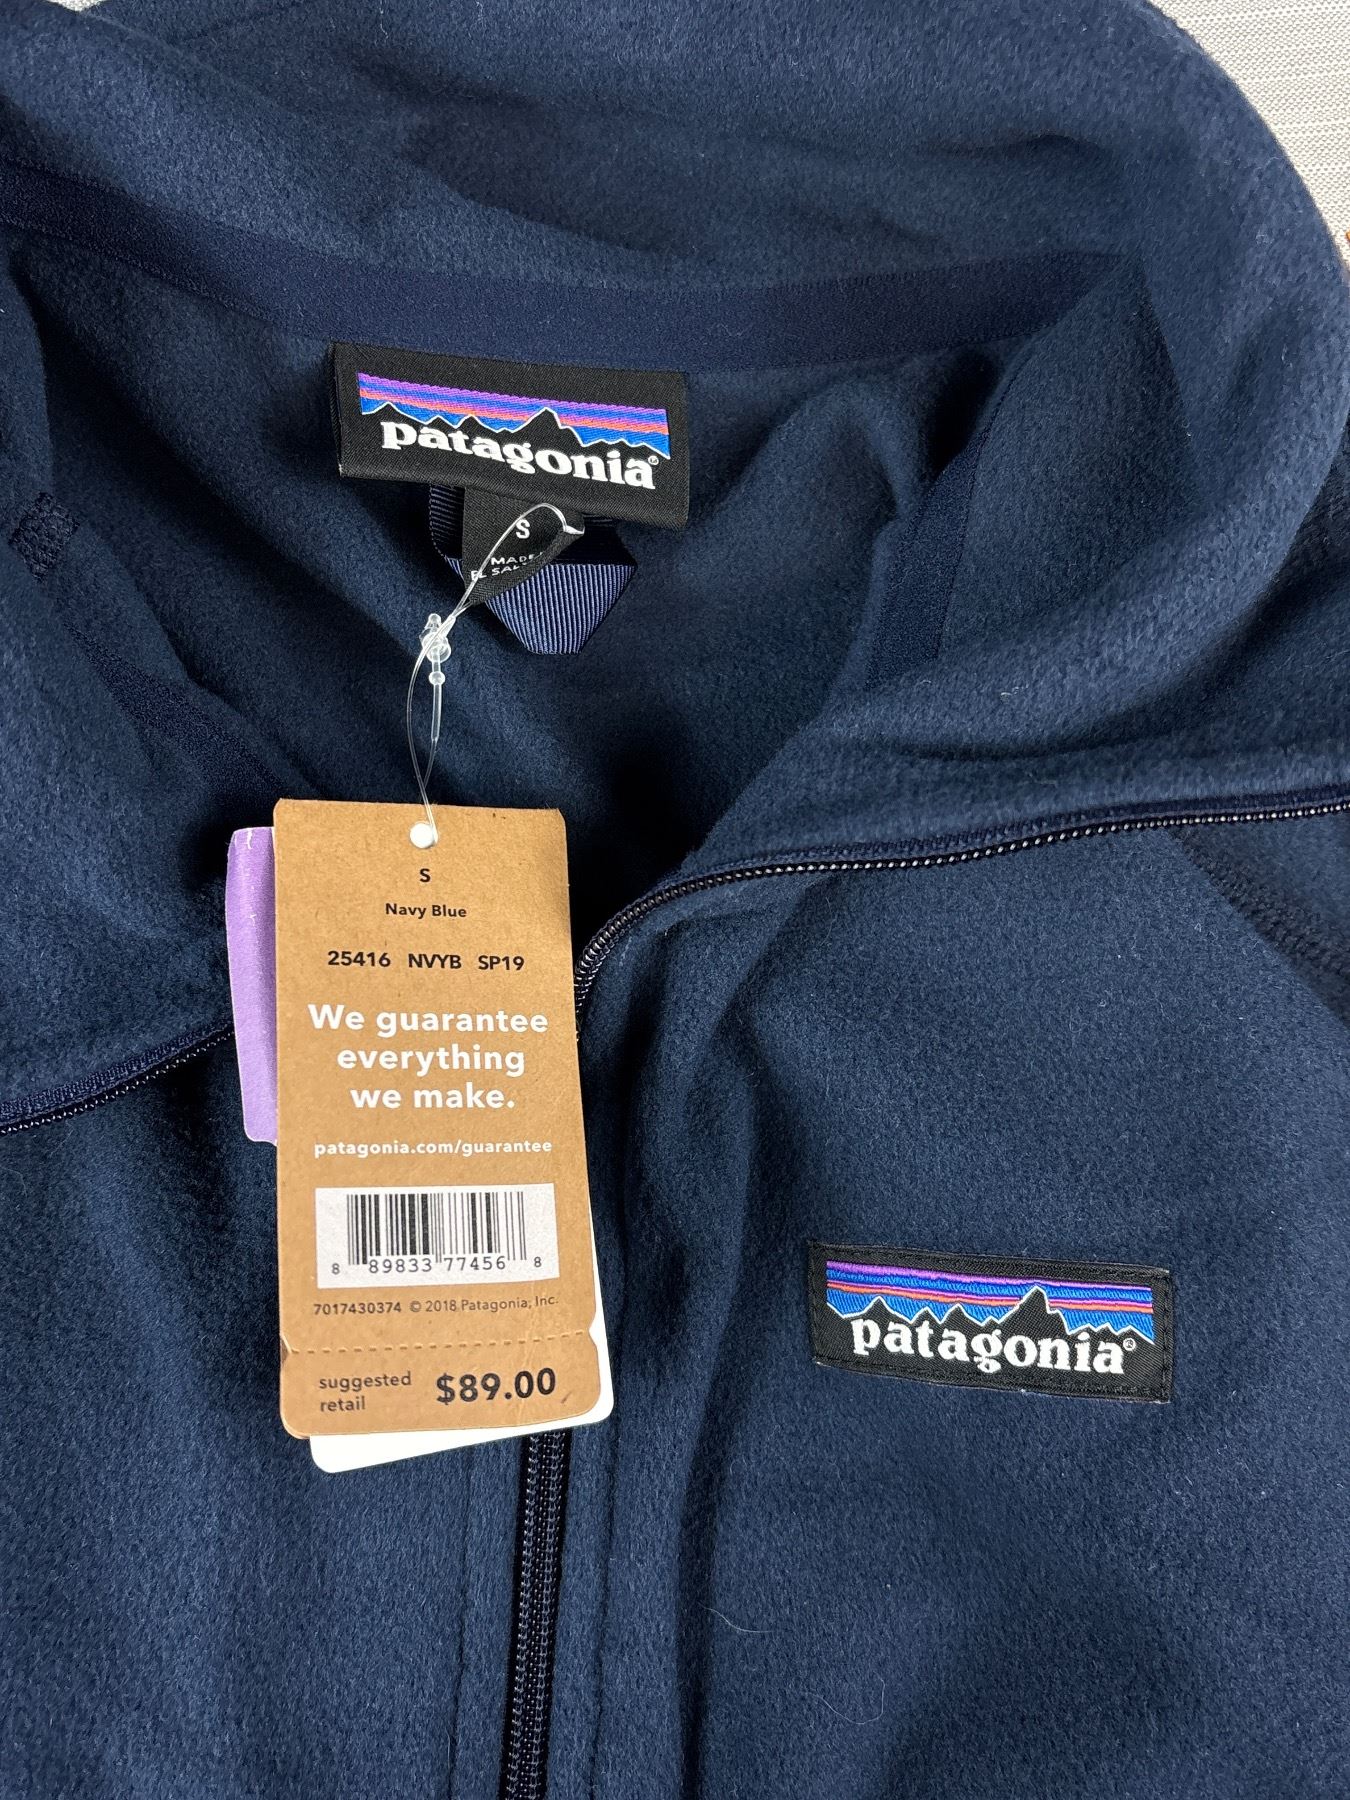 patagonia®
S
MADE
EL SAL
S
Navy Blue
25416 NVYB SP19
We guarantee
everything
we make.
patagonia.com/guarantee
8 89833 77456 8
7017430374 © 2018 Patagonia, Inc.
suggested
retail
$89.00
patagonia®